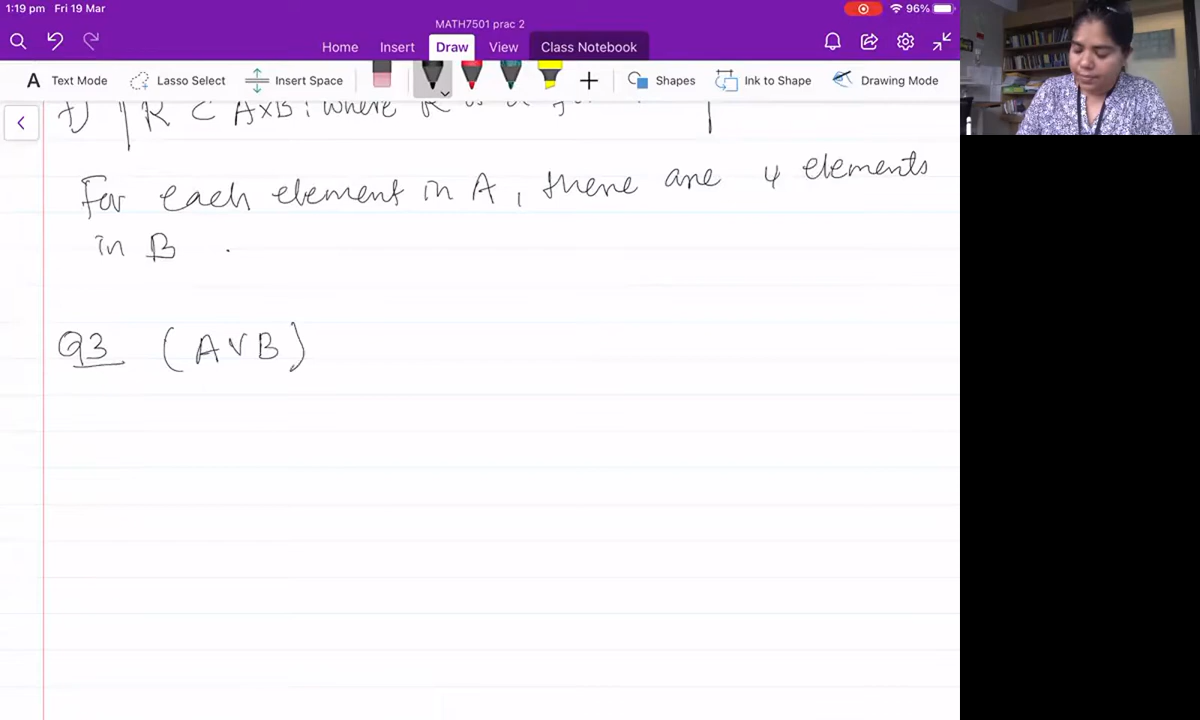 1:19 pm Fri 19 Mar
96%
MATH7501 prac 2
Home Insert Draw View Class Notebook
Text Mode Lasso Select Insert Space Shapes Ink to Shape Drawing Mode
f) |R ⊂ A×B : where R is a
For each element in A, there are 4 elements
in B .
Q3 (A∨B)